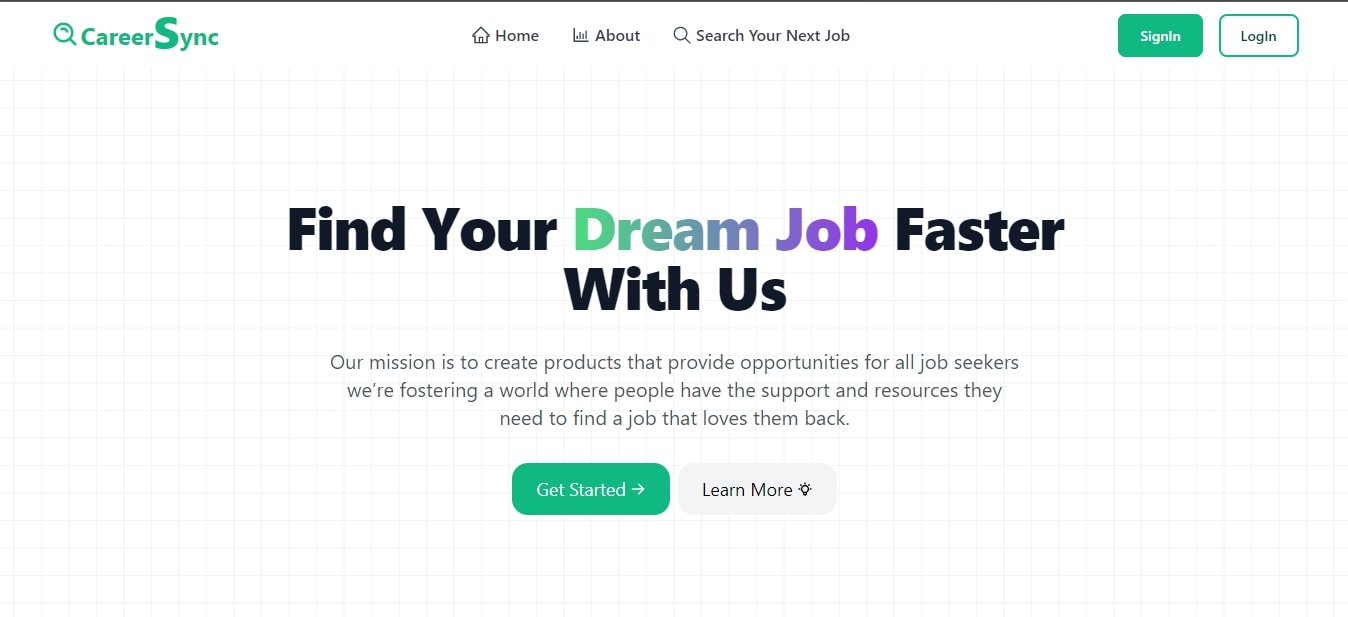 CareerSync
Home
About
Search Your Next Job
SignIn
LogIn
Find Your Dream Job Faster
With Us
Our mission is to create products that provide opportunities for all job seekers
we’re fostering a world where people have the support and resources they
need to find a job that loves them back.
Get Started →
Learn More